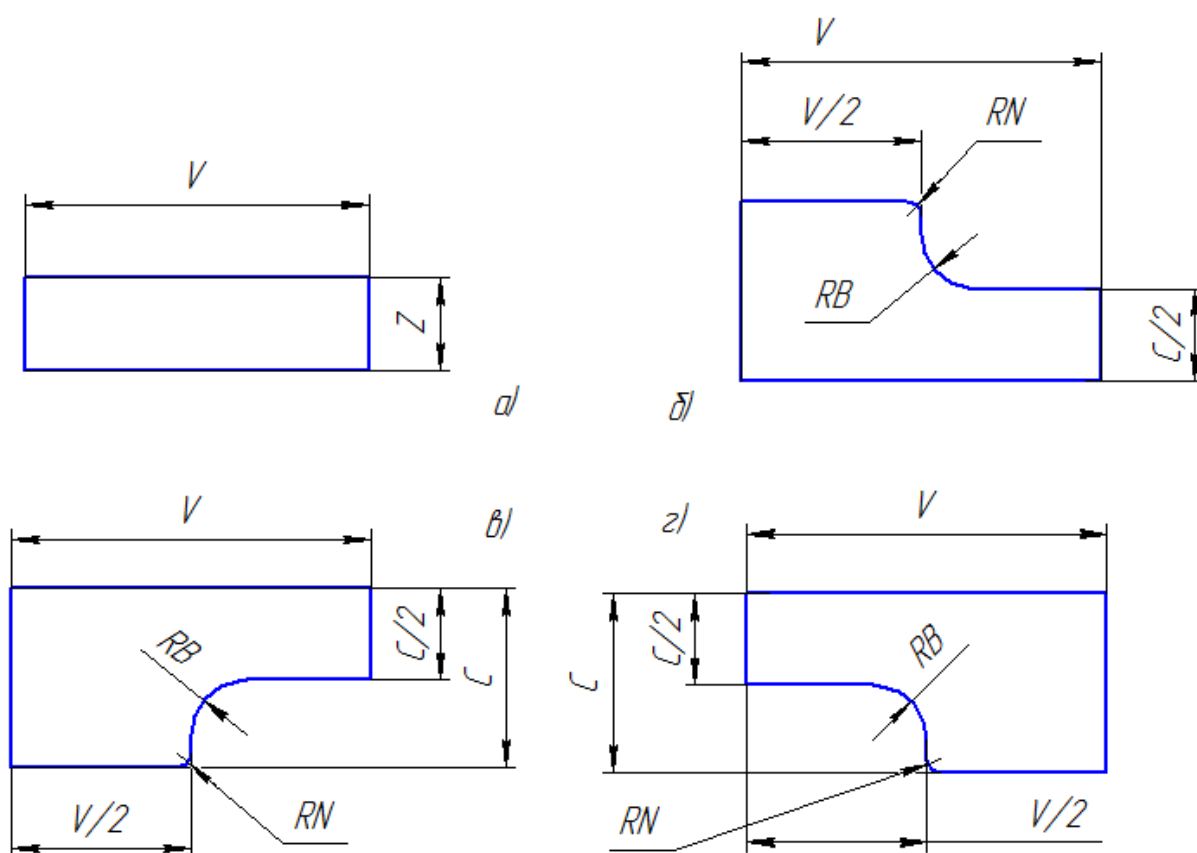 V
Z
а)
V
V/2
RN
RB
C/2
б)
V
в)
RB
C/2
C
V/2
RN
г)
V
C/2
C
RB
RN
V/2